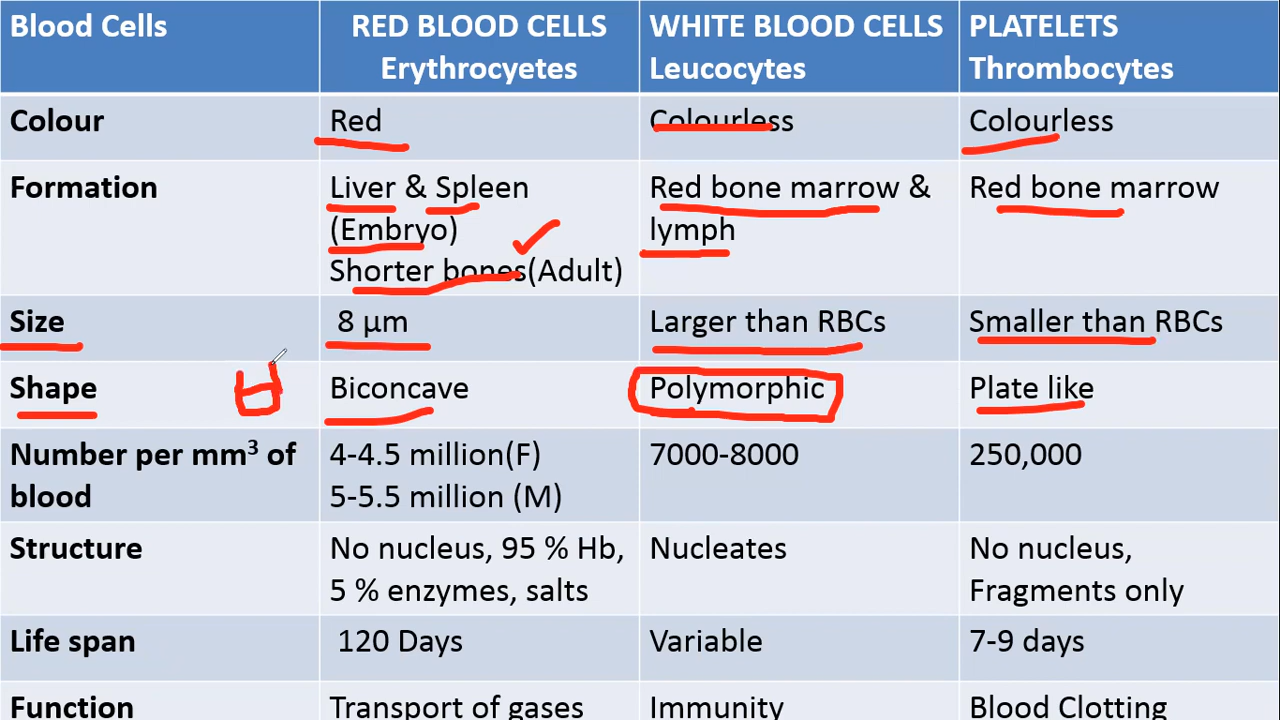 Blood Cells
RED BLOOD CELLS
Erythrocyetes
WHITE BLOOD CELLS
Leucocytes
PLATELETS
Thrombocytes
Colour
Red
Colourless
Colourless
Formation
Liver & Spleen
(Embryo)
Shorter bones(Adult)
Red bone marrow &
lymph
Red bone marrow
Size
8 µm
Larger than RBCs
Smaller than RBCs
Shape
Biconcave
Polymorphic
Plate like
Number per mm³ of
blood
4-4.5 million(F)
5-5.5 million (M)
7000-8000
250,000
Structure
No nucleus, 95 % Hb,
5 % enzymes, salts
Nucleates
No nucleus,
Fragments only
Life span
120 Days
Variable
7-9 days
Function
Transport of gases
Immunity
Blood Clotting